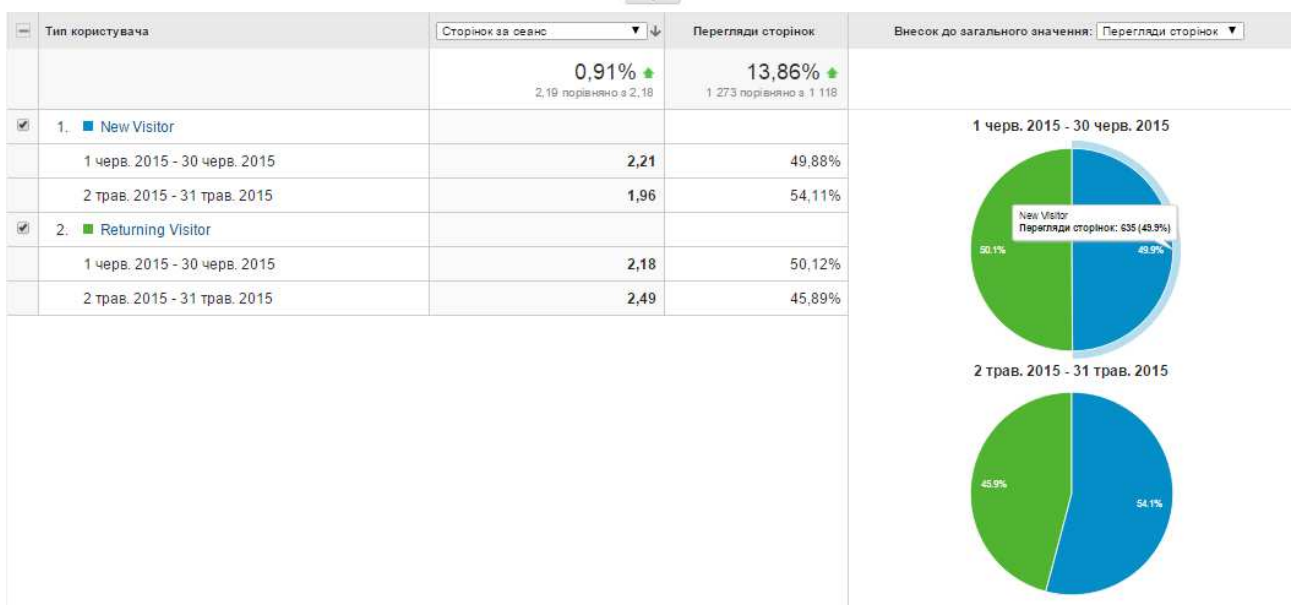 Тип користувача
Сторінок за сеанс
Перегляди сторінок
Внесок до загального значення: Перегляди сторінок
0,91%
2,19 порівняно з 2,18
13,86%
1 273 порівняно з 1 118
1. New Visitor
1 черв. 2015 - 30 черв. 2015 2,21 49,88%
2 трав. 2015 - 31 трав. 2015 1,96 54,11%
2. Returning Visitor
1 черв. 2015 - 30 черв. 2015 2,18 50,12%
2 трав. 2015 - 31 трав. 2015 2,49 45,89%
1 черв. 2015 - 30 черв. 2015
New Visitor
Перегляди сторінок: 635 (49.9%)
50.1% 49.9%
2 трав. 2015 - 31 трав. 2015
45.9%
54.1%